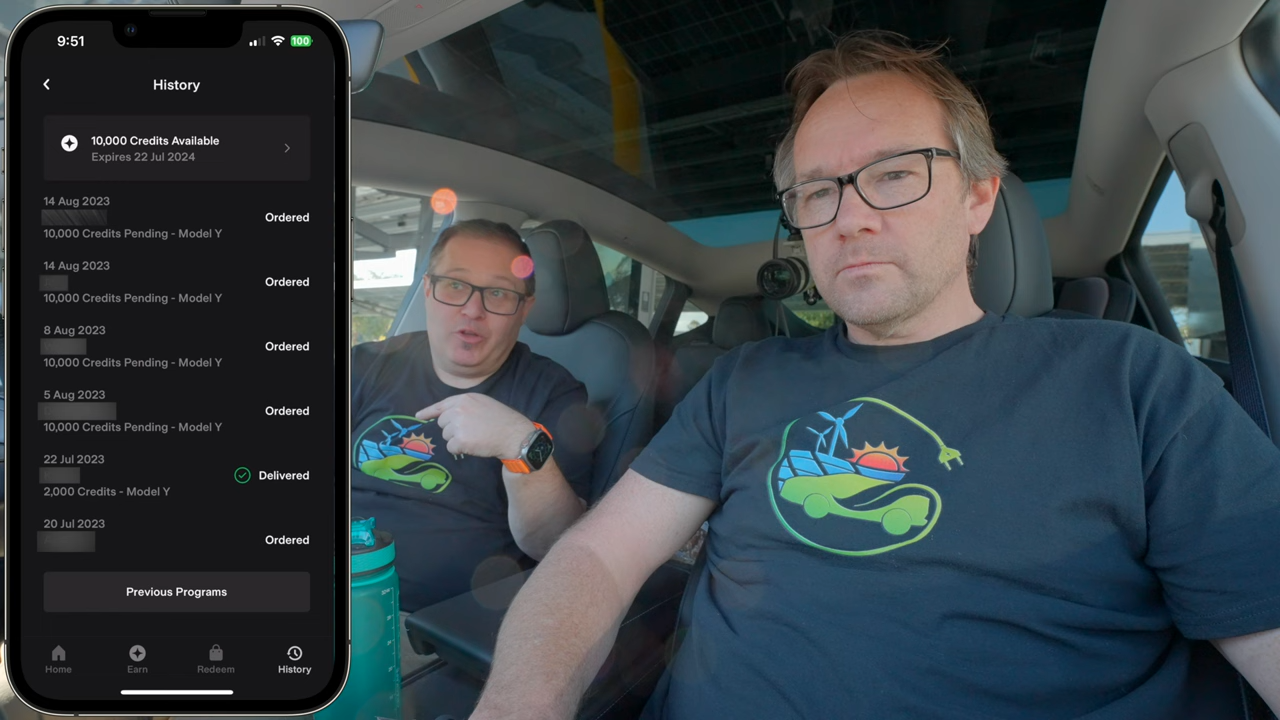 9:51
100
History
10,000 Credits Available
Expires 22 Jul 2024
14 Aug 2023
Ordered
10,000 Credits Pending - Model Y
14 Aug 2023
Ordered
10,000 Credits Pending - Model Y
8 Aug 2023
Ordered
10,000 Credits Pending - Model Y
5 Aug 2023
Ordered
10,000 Credits Pending - Model Y
22 Jul 2023
Delivered
2,000 Credits - Model Y
20 Jul 2023
Ordered
Previous Programs
Home
Earn
Redeem
History